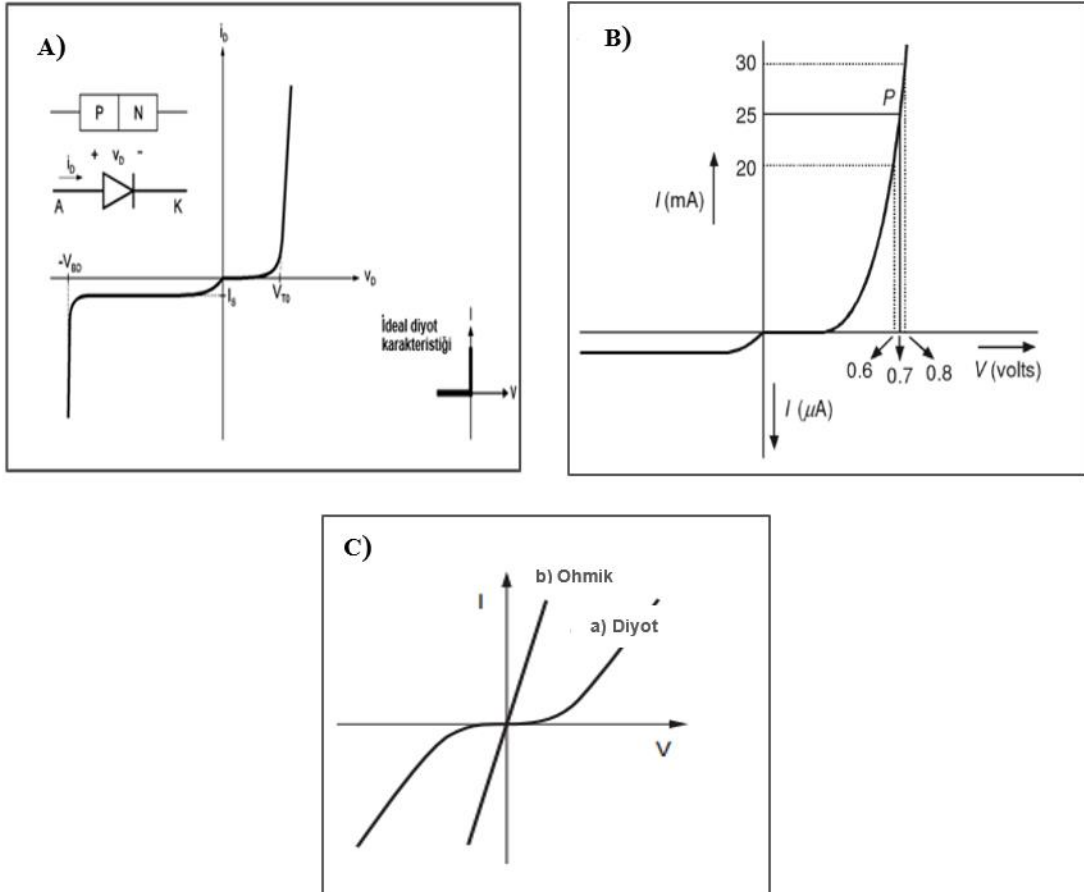 A)
i_D
P N
i_D + v_D -
A K
-V_BD
I_S
V_TO
v_D
İdeal diyot
karakteristiği
I
V
B)
30
P
25
20
I (mA)
0.6 0.7 0.8 V (volts)
I (μA)
C)
b) Ohmik
I
a) Diyot
V